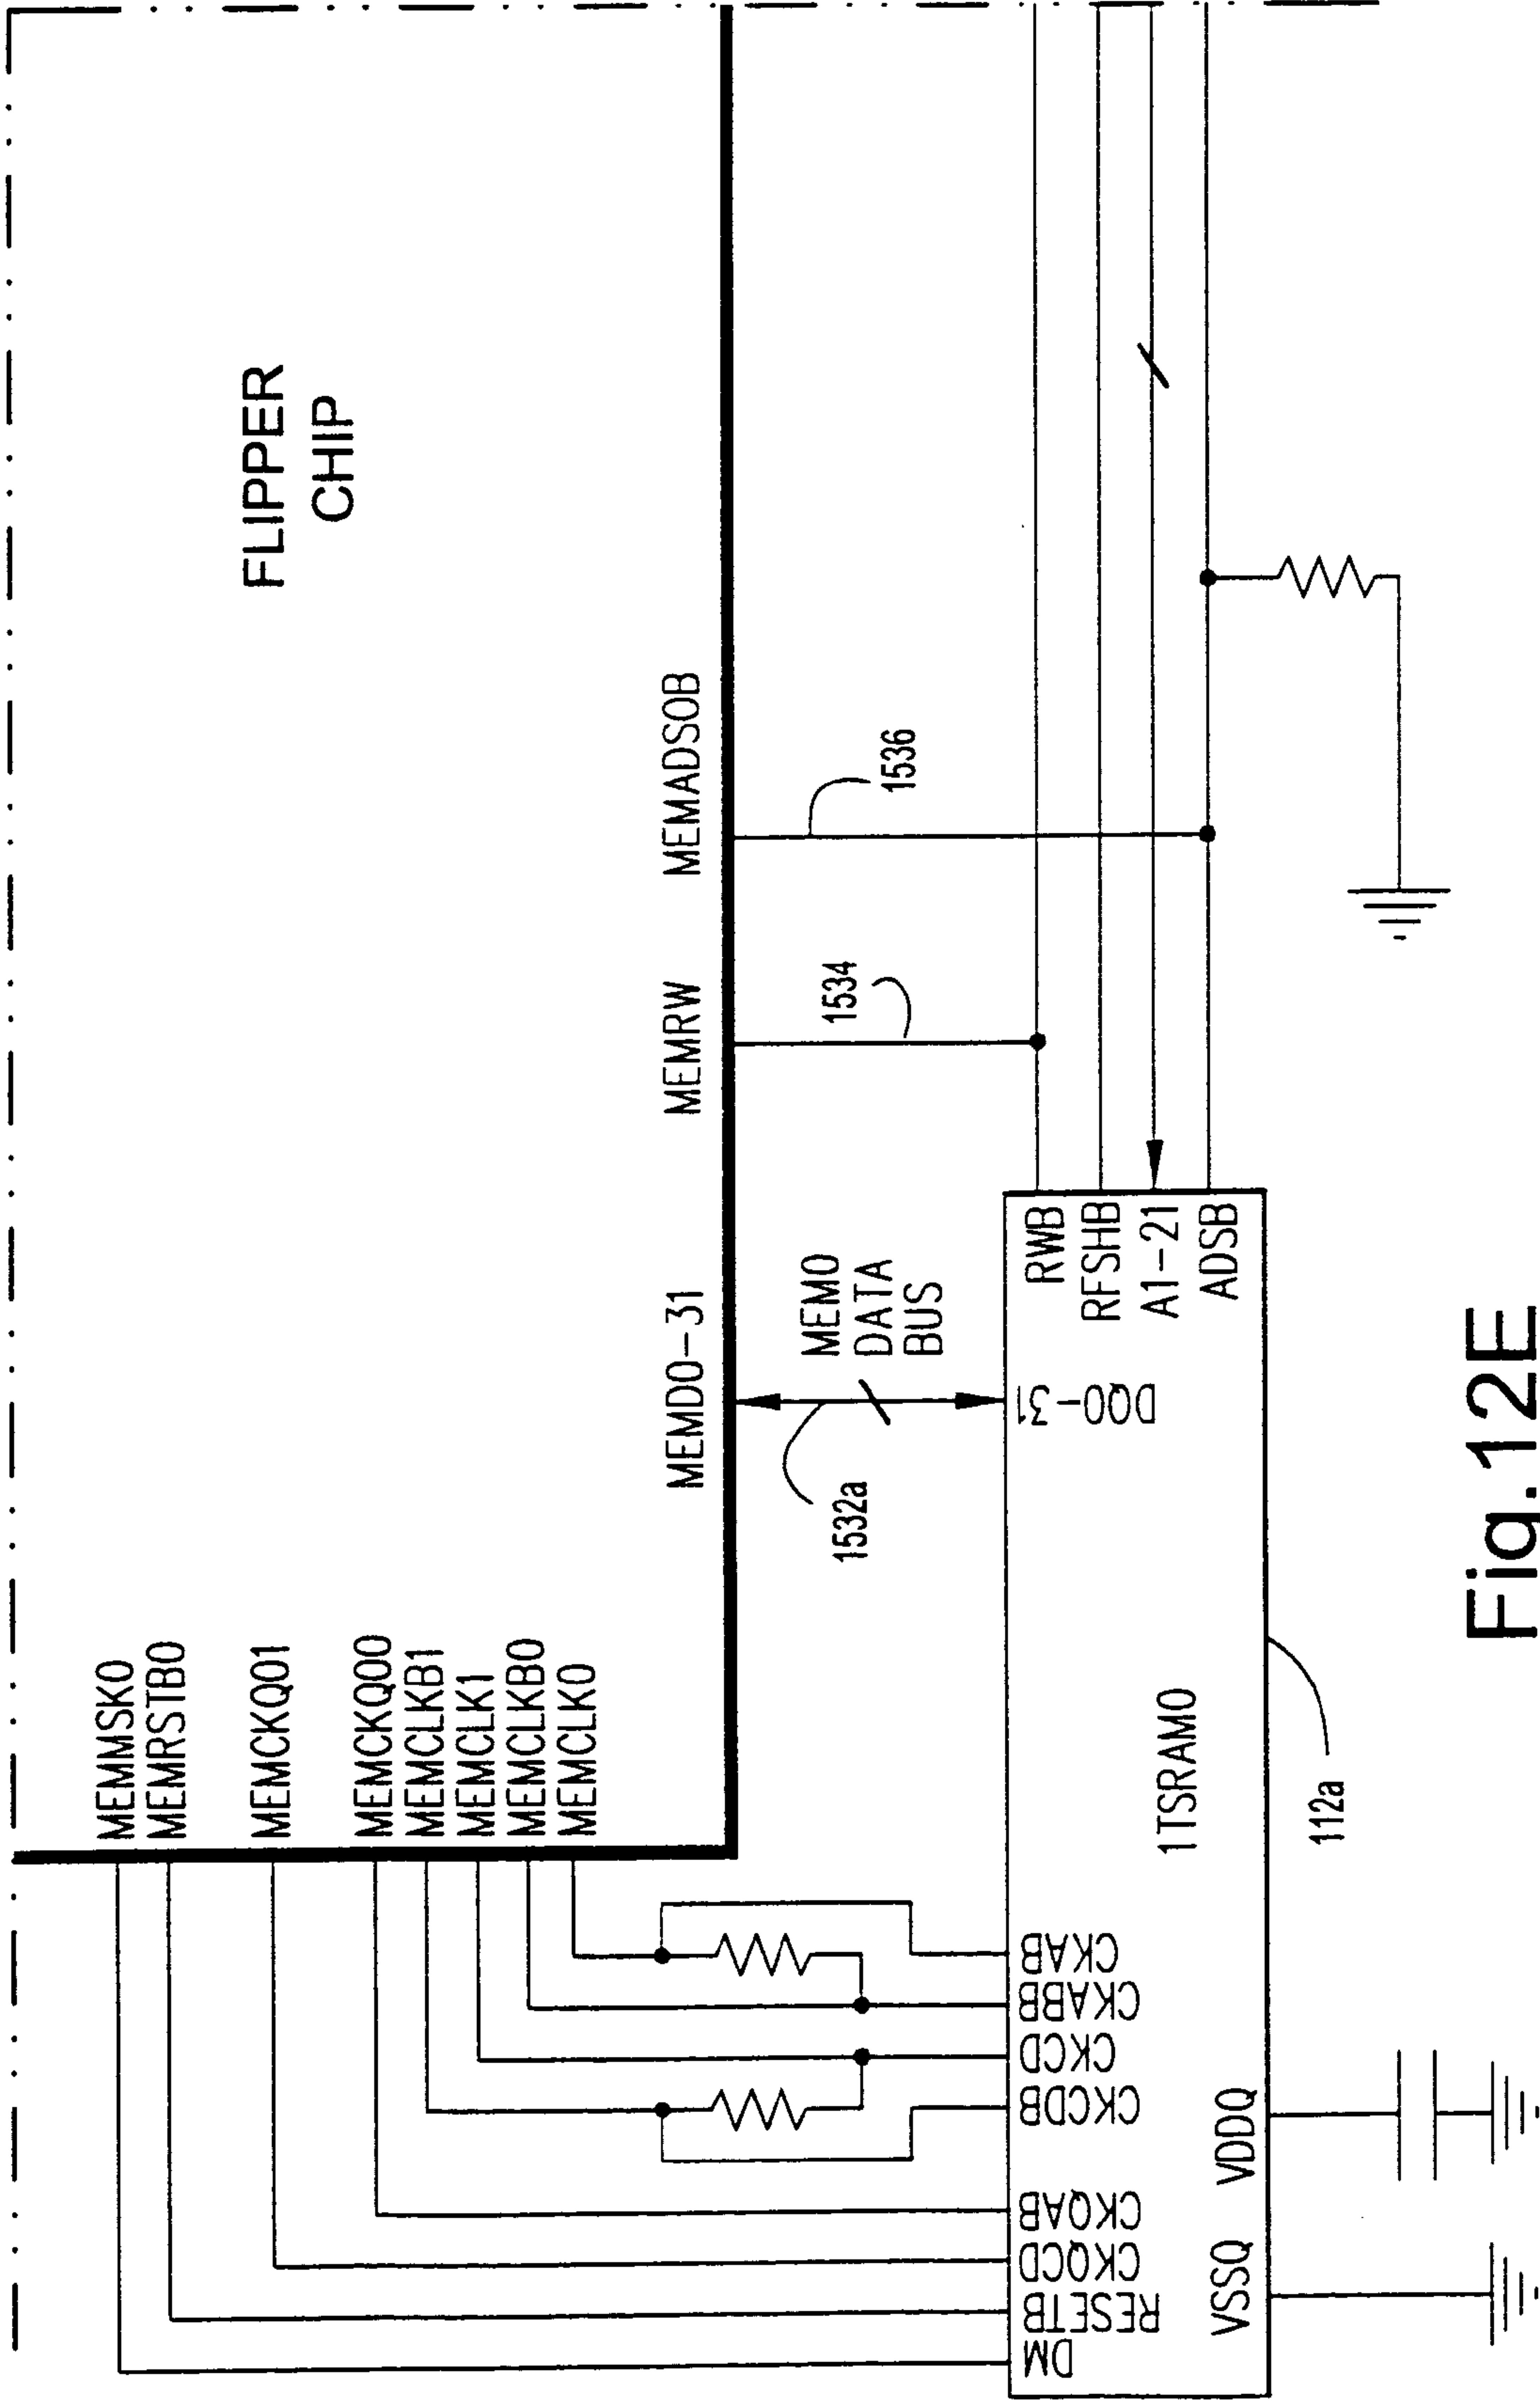 FLIPPER
CHIP
MEMMSK0
MEMRSTB0
MEMCKQ01
MEMCKQ00
MEMCLKB1
MEMCLK1
MEMCLKB0
MEMCLK0
MEMD0-31
MEMRW
MEMADS0B
1532a
MEM0
DATA
BUS
1534
1536
DM
RESETB
CKQCD
CKQAB
CKCDB
CKCD
CKABB
CKAB
DQ0-31
RWB
RFSHB
A1-21
ADSB
1TSRAM0
VSSQ
VDDQ
112a
Fig.12E